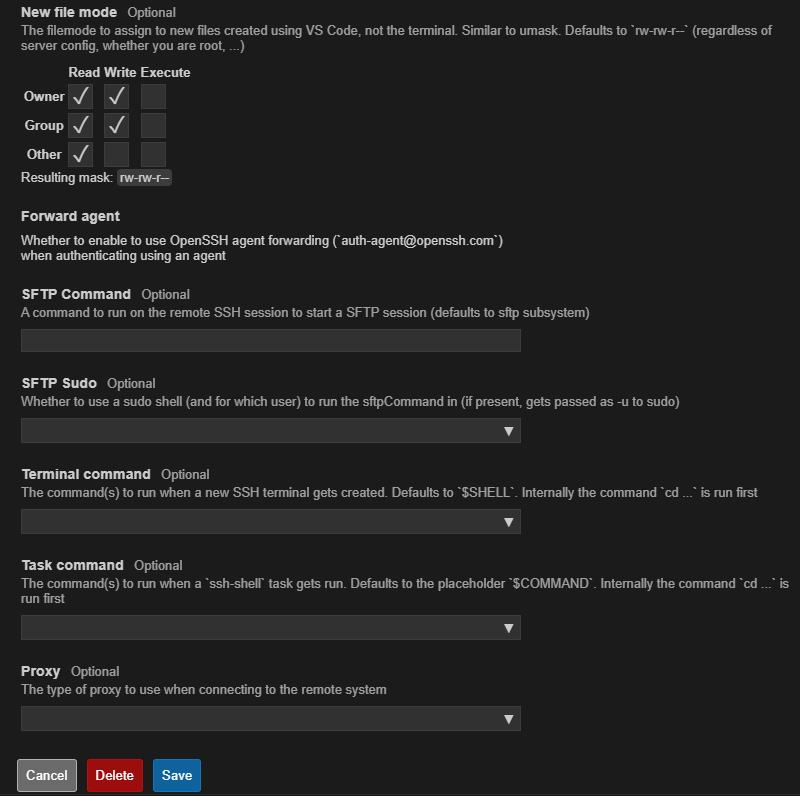 New file mode Optional
The filemode to assign to new files created using VS Code, not the terminal. Similar to umask. Defaults to `rw-rw-r--` (regardless of
server config, whether you are root, ...)
Read Write Execute
Owner
Group
Other
Resulting mask: rw-rw-r--
Forward agent
Whether to enable to use OpenSSH agent forwarding (`auth-agent@openssh.com`)
when authenticating using an agent
SFTP Command Optional
A command to run on the remote SSH session to start a SFTP session (defaults to sftp subsystem)
SFTP Sudo Optional
Whether to use a sudo shell (and for which user) to run the sftpCommand in (if present, gets passed as -u to sudo)
Terminal command Optional
The command(s) to run when a new SSH terminal gets created. Defaults to `$SHELL`. Internally the command `cd ...` is run first
Task command Optional
The command(s) to run when a `ssh-shell` task gets run. Defaults to the placeholder `$COMMAND`. Internally the command `cd ...` is
run first
Proxy Optional
The type of proxy to use when connecting to the remote system
Cancel Delete Save